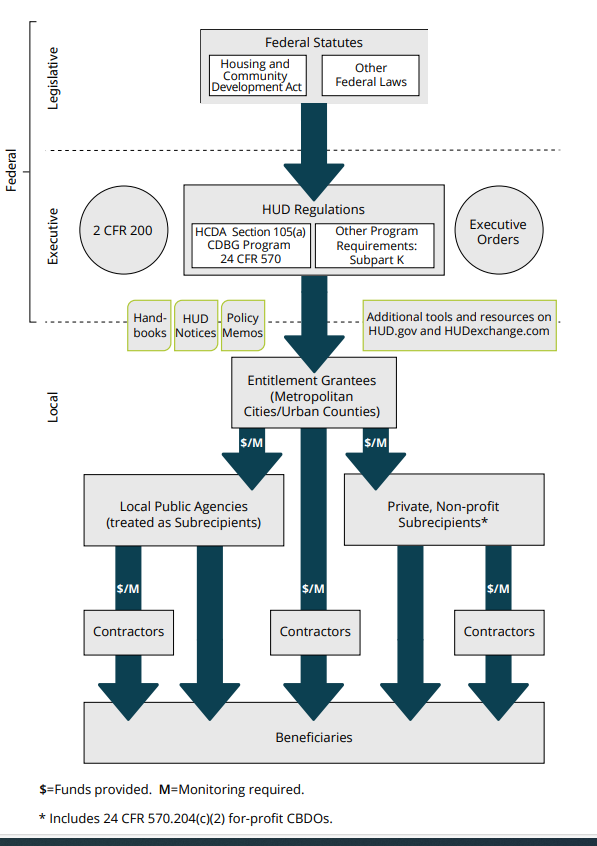 Federal Statutes
Housing and
Community
Development Act
Other
Federal Laws
Legislative
Federal
Executive
2 CFR 200
HUD Regulations
HCDA Section 105(a)
CDBG Program
24 CFR 570
Other Program
Requirements:
Subpart K
Executive
Orders
Hand-
books
HUD
Notices
Policy
Memos
Additional tools and resources on
HUD.gov and HUDexchange.com
Local
Entitlement Grantees
(Metropolitan
Cities/Urban Counties)
$/M
$/M
Local Public Agencies
(treated as Subrecipients)
Private, Non-profit
Subrecipients*
$/M
$/M
$/M
Contractors
Contractors
Contractors
Beneficiaries
$=Funds provided. M=Monitoring required.
* Includes 24 CFR 570.204(c)(2) for-profit CBDOs.